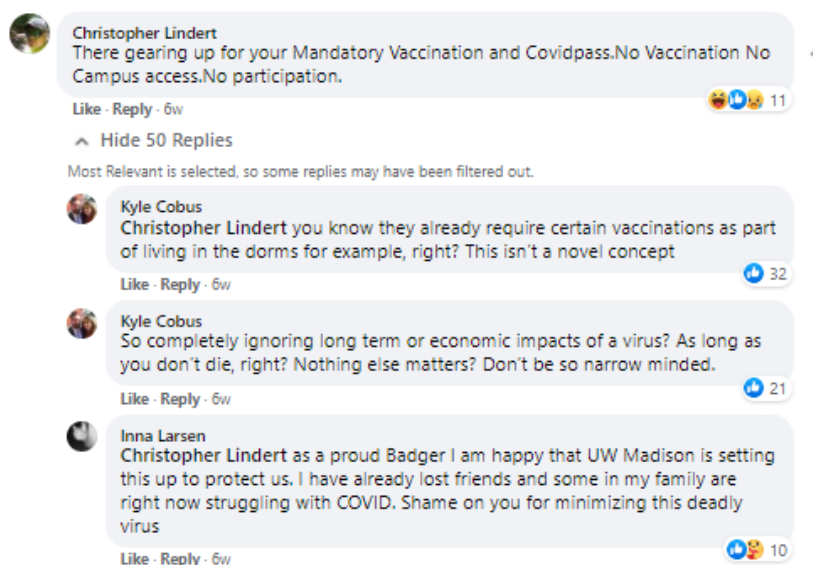 Christopher Lindert
There gearing up for your Mandatory Vaccination and Covidpass.No Vaccination No
Campus access.No participation.
11
Like · Reply · 6w
Hide 50 Replies
Most Relevant is selected, so some replies may have been filtered out.
Kyle Cobus
Christopher Lindert you know they already require certain vaccinations as part
of living in the dorms for example, right? This isn't a novel concept
32
Like · Reply · 6w
Kyle Cobus
So completely ignoring long term or economic impacts of a virus? As long as
you don't die, right? Nothing else matters? Don't be so narrow minded.
21
Like · Reply · 6w
Inna Larsen
Christopher Lindert as a proud Badger I am happy that UW Madison is setting
this up to protect us. I have already lost friends and some in my family are
right now struggling with COVID. Shame on you for minimizing this deadly
virus
10
Like · Reply · 6w